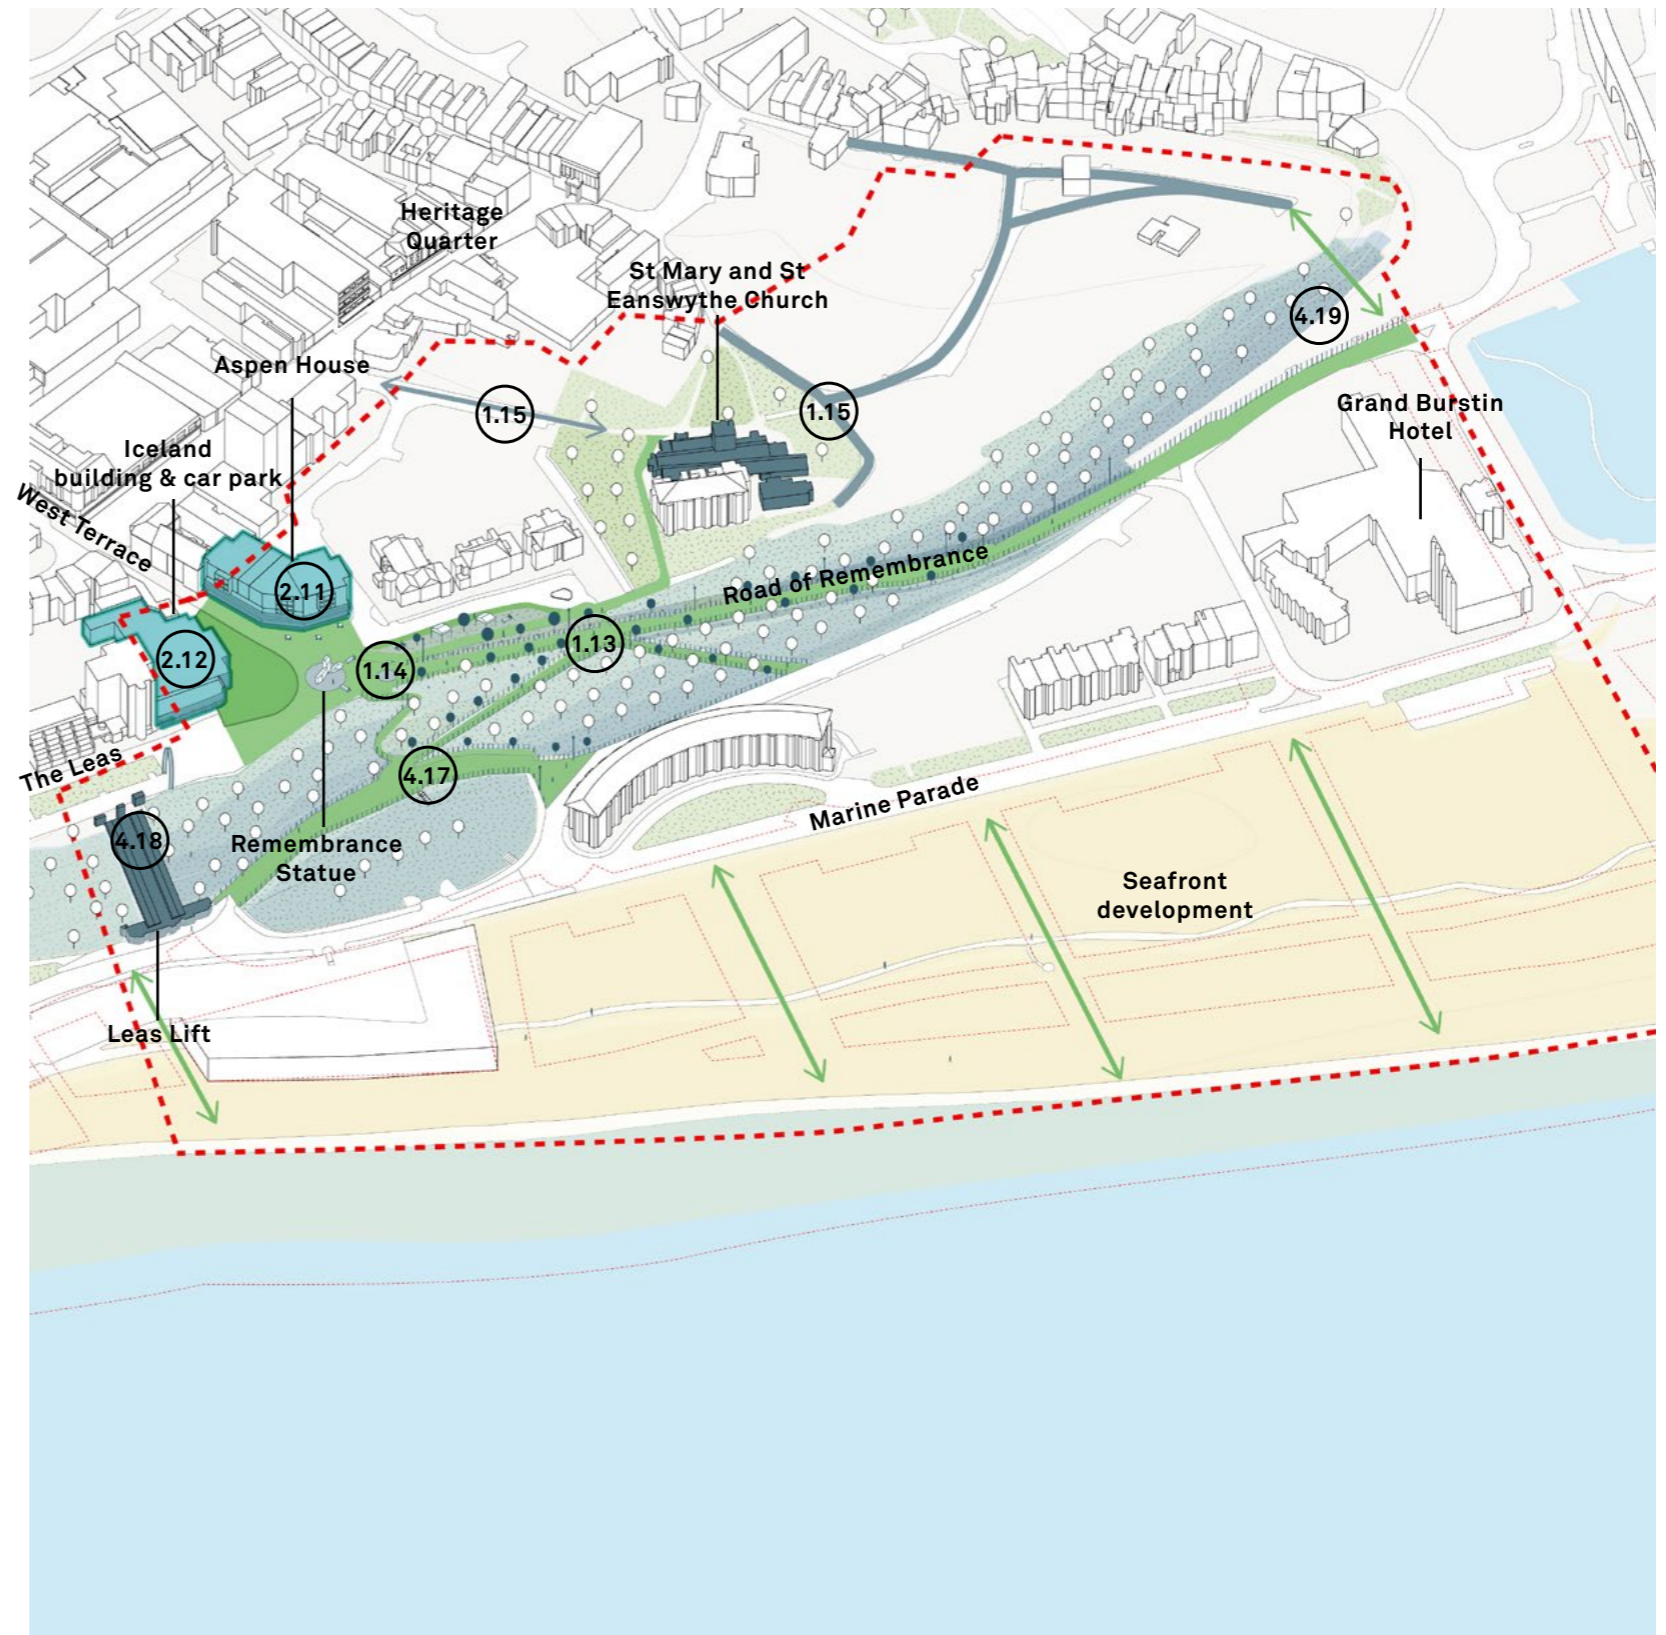 Heritage
Quarter
St Mary and St
Eanswythe Church
4.19
Aspen House
1.15
1.15
Grand Burstin
Hotel
Iceland
building & car park
West Terrace
2.11
Road of Remembrance
2.12
1.14
1.13
The Leas
4.17
Marine Parade
4.18
Remembrance
Statue
Seafront
development
Leas Lift